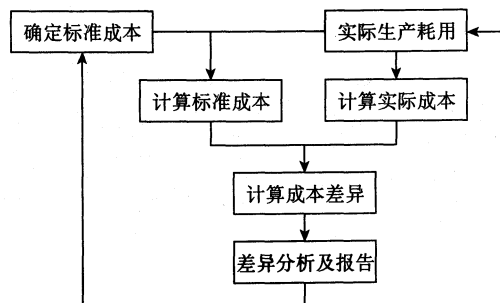 确定标准成本
实际生产耗用
计算标准成本
计算实际成本
计算成本差异
差异分析及报告